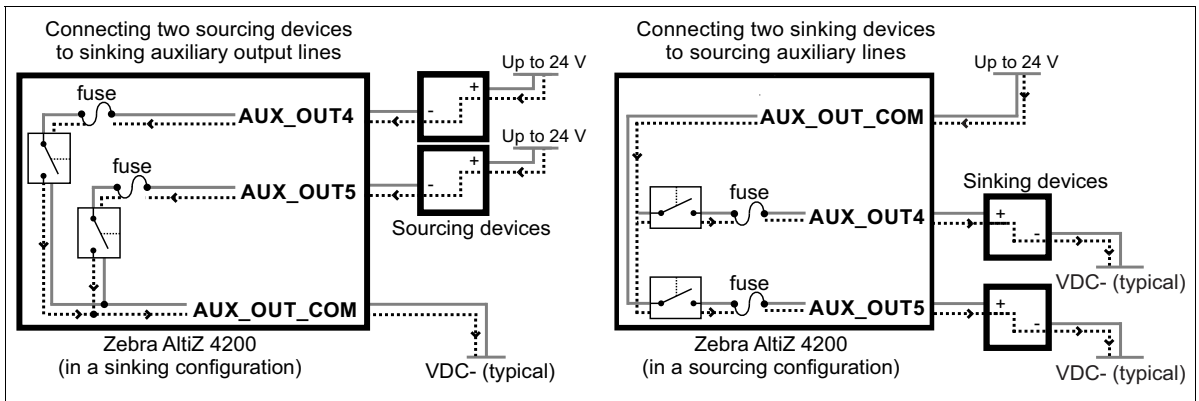 Connecting two sourcing devices
to sinking auxiliary output lines
Up to 24 V
fuse
+
-
AUX_OUT4
Up to 24 V
fuse
+
-
AUX_OUT5
Sourcing devices
AUX_OUT_COM
Zebra AltiZ 4200
(in a sinking configuration)
VDC- (typical)
Connecting two sinking devices
to sourcing auxiliary lines
Up to 24 V
AUX_OUT_COM
Sinking devices
fuse
AUX_OUT4
+
-
VDC- (typical)
fuse
AUX_OUT5
+
-
VDC- (typical)
Zebra AltiZ 4200
(in a sourcing configuration)